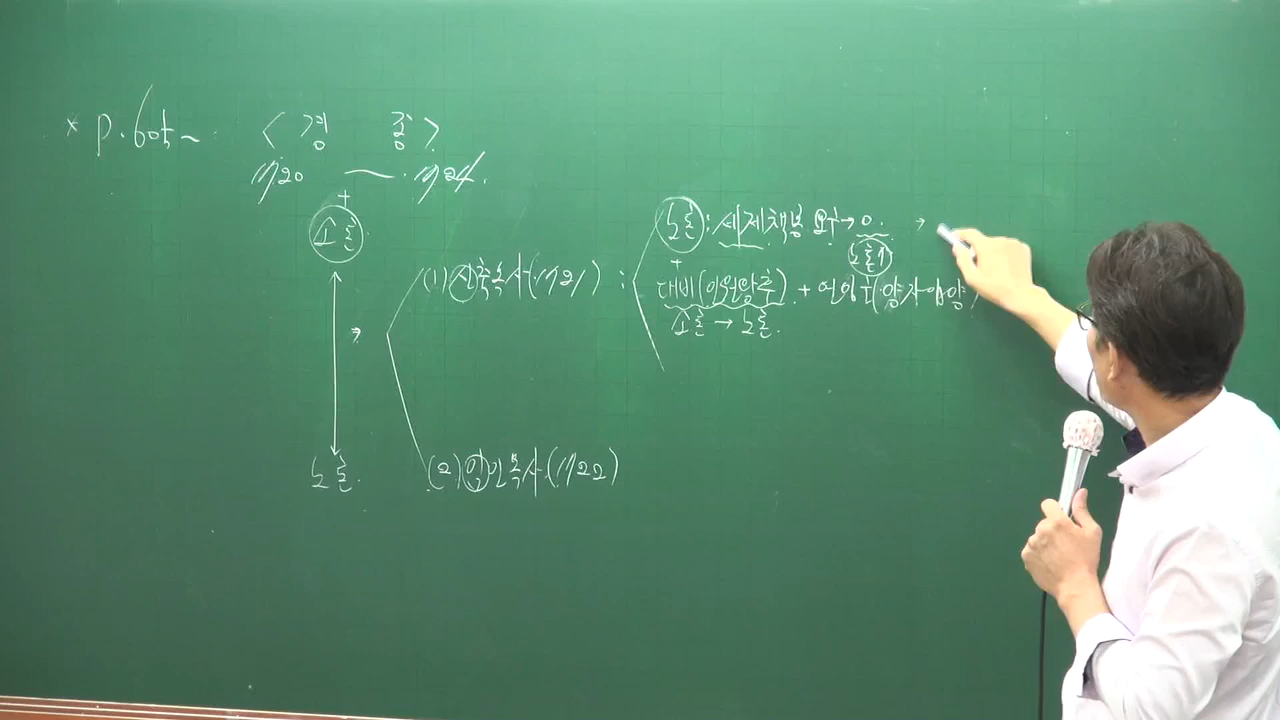 * P. 60
< 경 종 >
1720 ~ 1724.
+
소론
(1) 신축옥사(1721) :
노론 : 세제책봉 요구 → O. →
노론↑
+
대비(인원왕후) + 연잉군(양자입양
소론 → 노론.
노론.
(2) 임인옥사(1722)